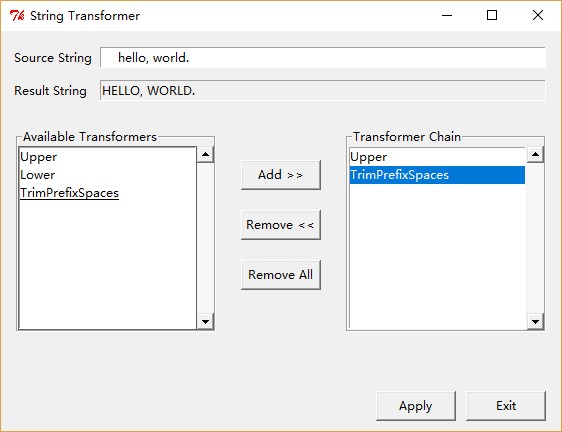 String Transformer
Source String     hello, world.
Result String HELLO, WORLD.
Available Transformers
Upper
Lower
TrimPrefixSpaces
Add >>
Remove <<
Remove All
Transformer Chain
Upper
TrimPrefixSpaces
Apply
Exit